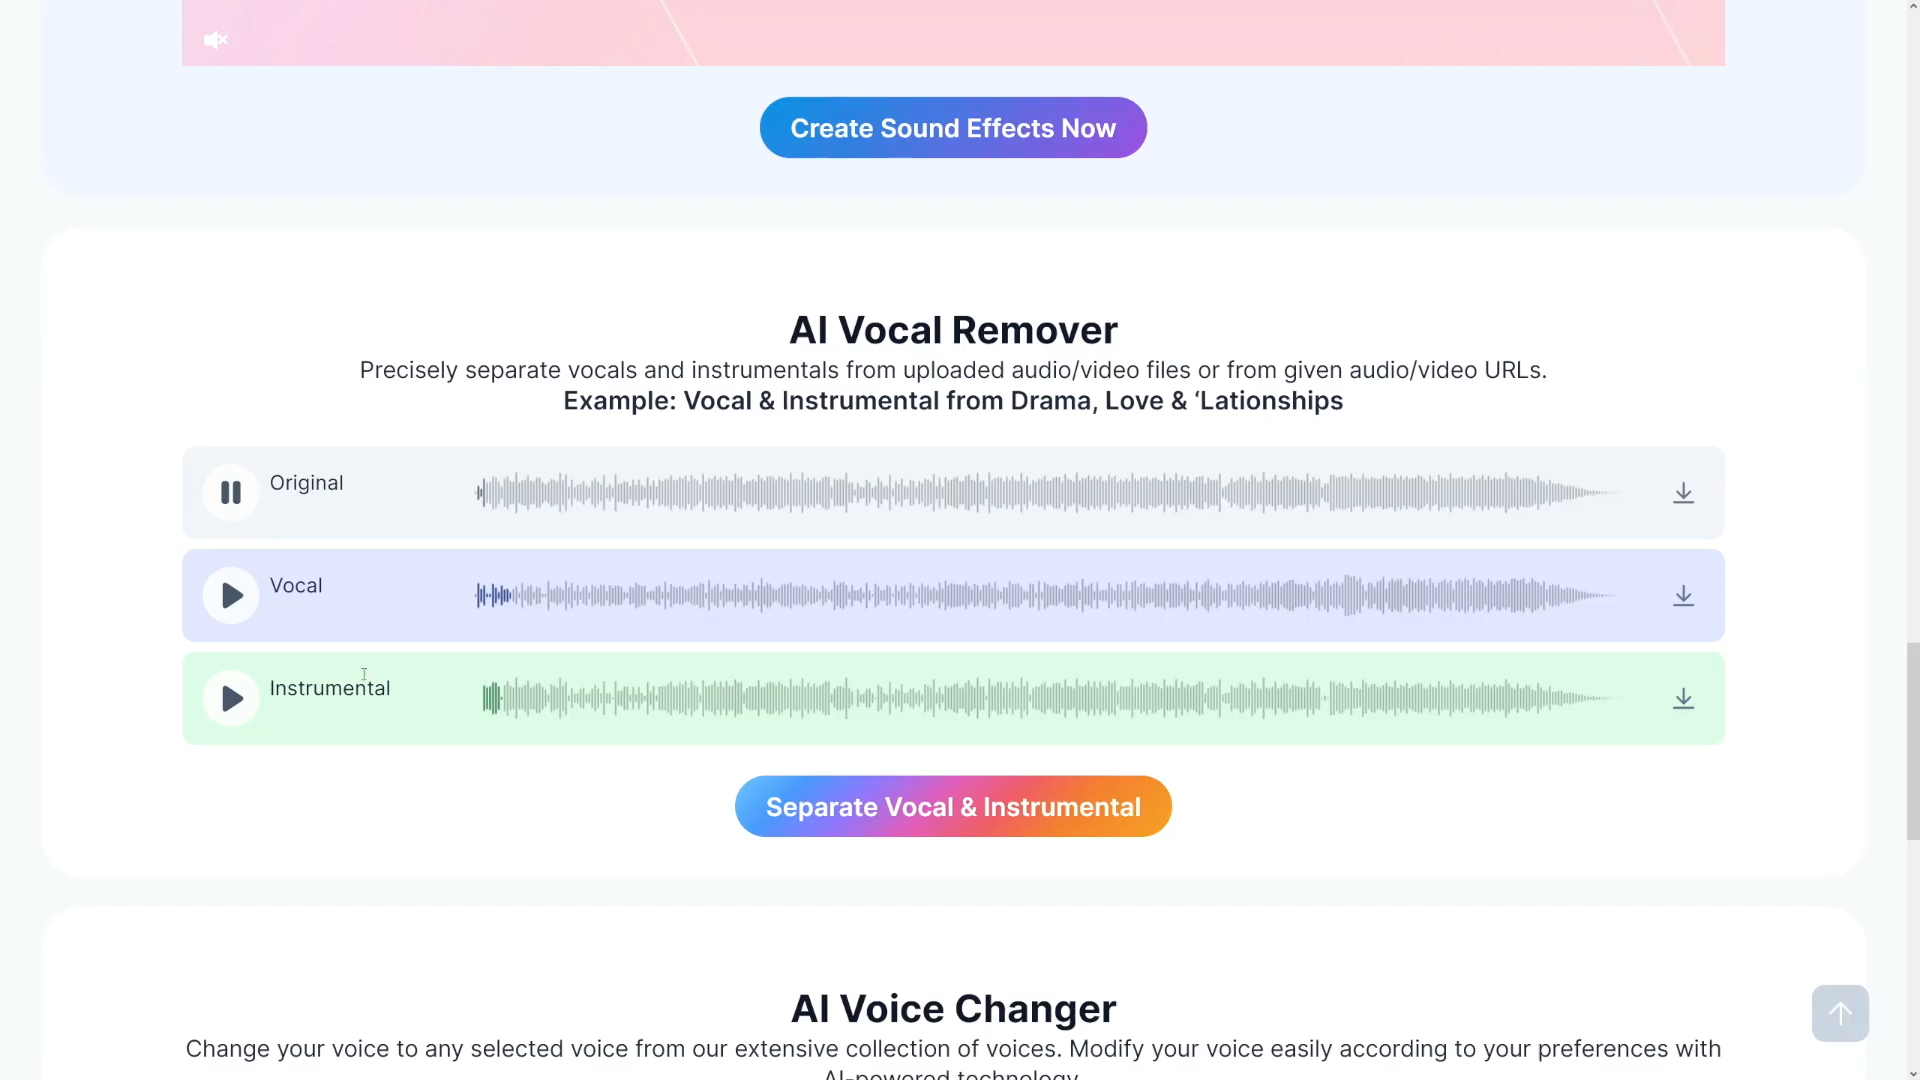 Create Sound Effects Now
AI Vocal Remover
Precisely separate vocals and instrumentals from uploaded audio/video files or from given audio/video URLs.
Example: Vocal & Instrumental from Drama, Love & ‘Lationships
Original
Vocal
Instrumental
Separate Vocal & Instrumental
AI Voice Changer
Change your voice to any selected voice from our extensive collection of voices. Modify your voice easily according to your preferences with
AI-powered technology.